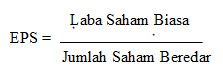 Laba Saham Biasa
EPS =
Jumlah Saham Beredar